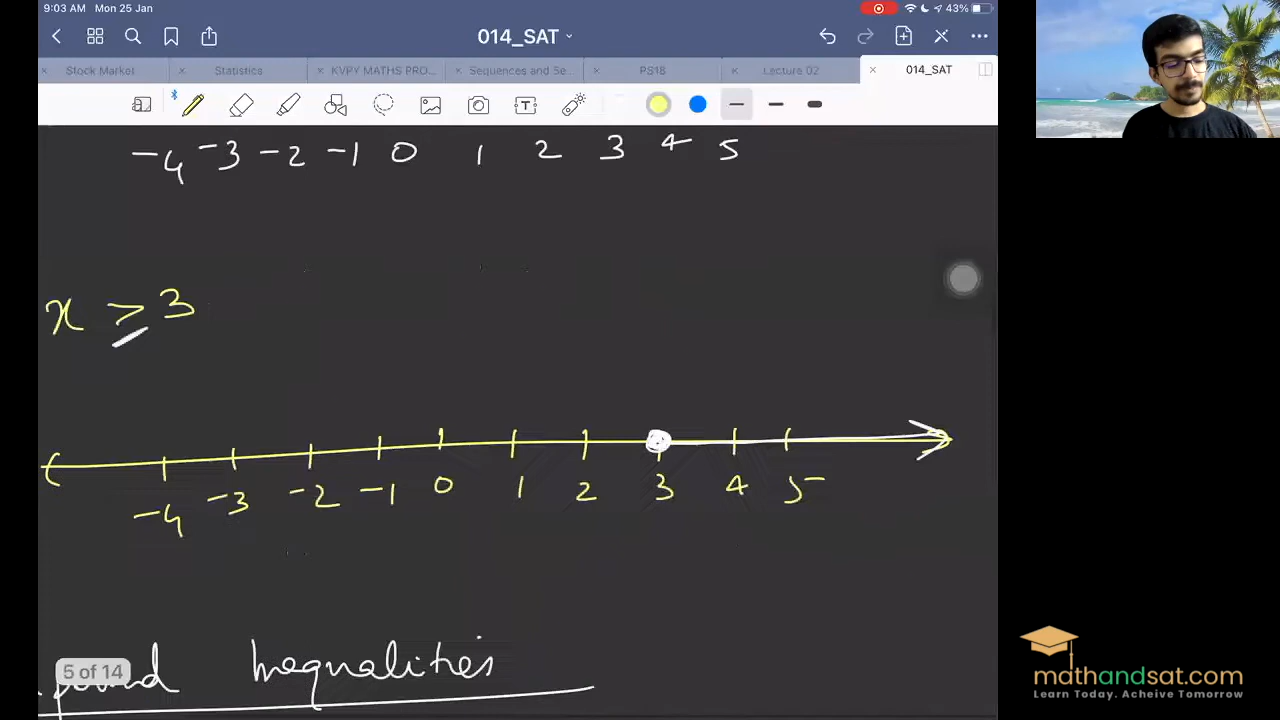 9:03 AM Mon 25 Jan 43%
014_SAT
Stock Market Statistics KVPY MATHS PRO... Sequences and Se... PS18 Lecture 02 014_SAT
-4 -3 -2 -1 0 1 2 3 4 5
x ≥ 3
-4 -3 -2 -1 0 1 2 3 4 5
5 of 14
Inequalities
mathandsat.com
Learn Today. Acheive Tomorrow